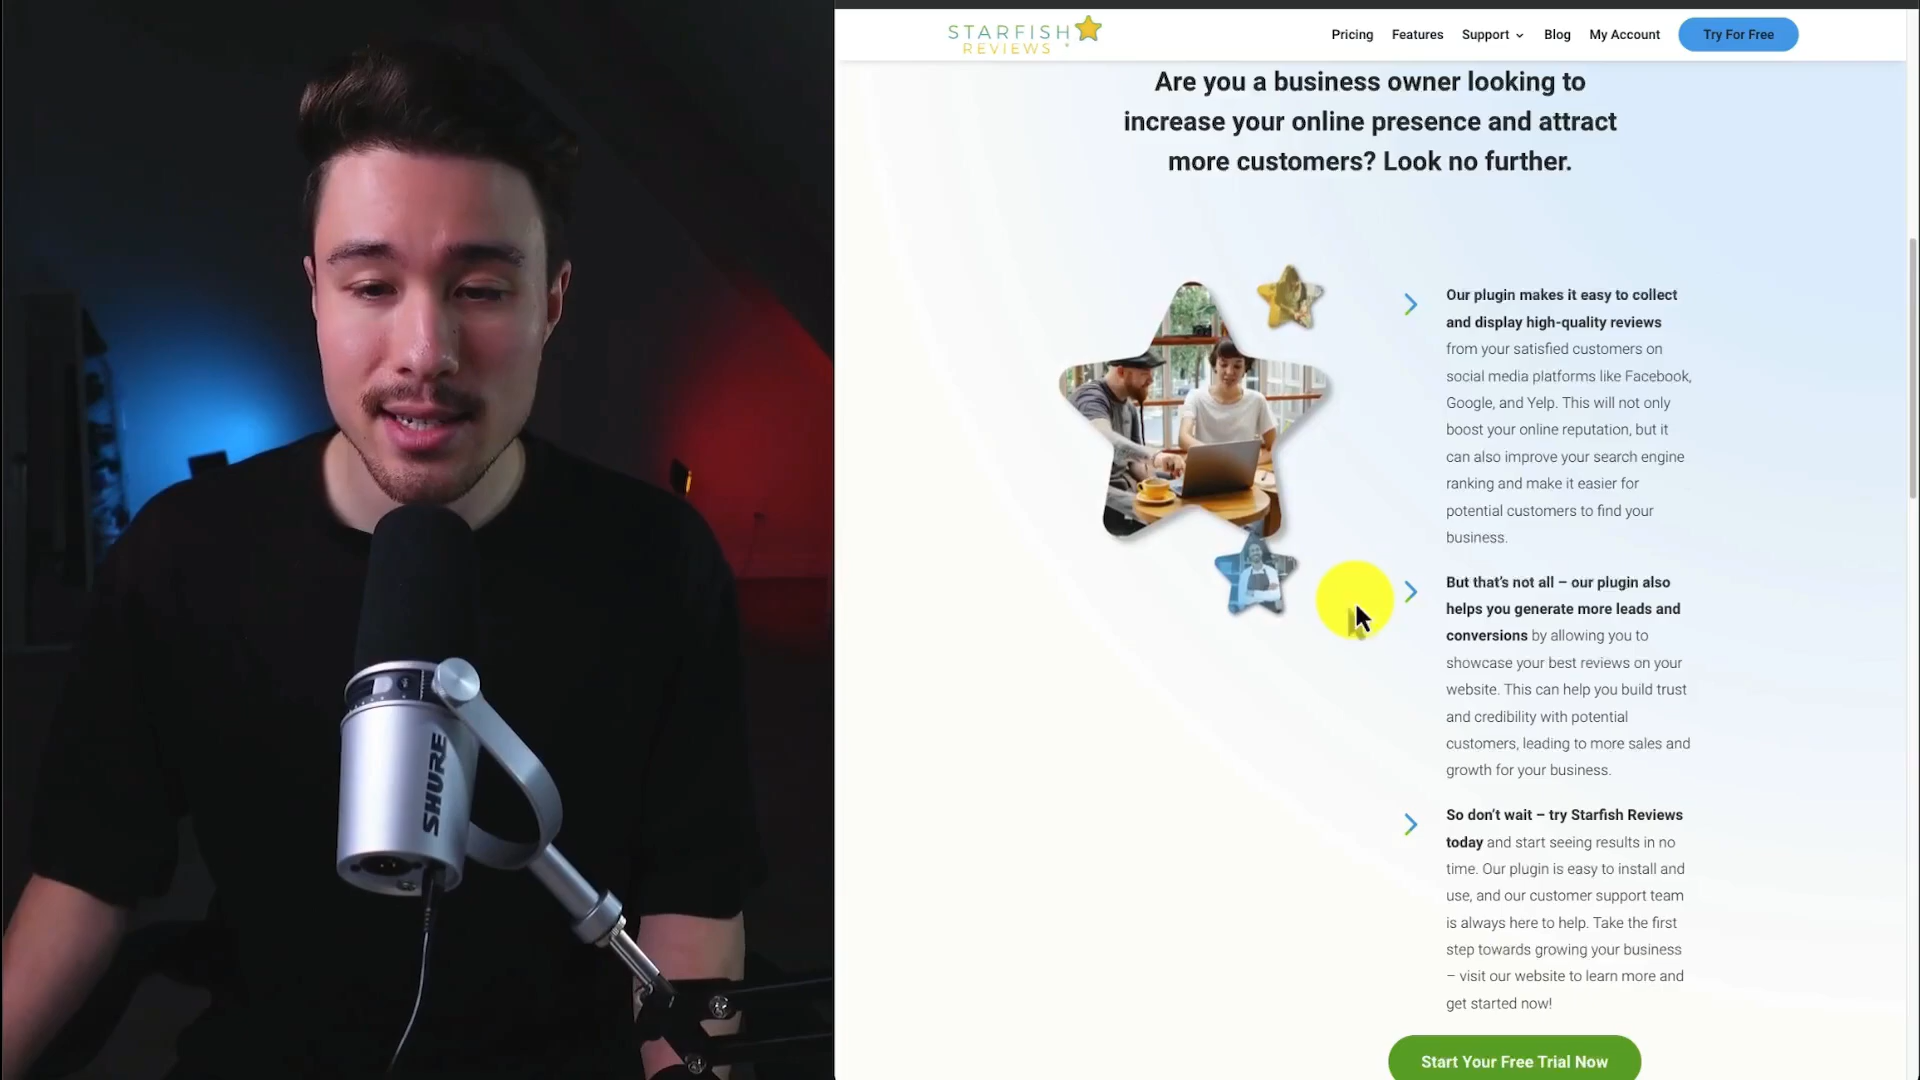 STARFISH
REVIEWS
Pricing
Features
Support
Blog
My Account
Try For Free
Are you a business owner looking to
increase your online presence and attract
more customers? Look no further.
Our plugin makes it easy to collect
and display high-quality reviews
from your satisfied customers on
social media platforms like Facebook,
Google, and Yelp. This will not only
boost your online reputation, but it
can also improve your search engine
ranking and make it easier for
potential customers to find your
business.
But that’s not all – our plugin also
helps you generate more leads and
conversions by allowing you to
showcase your best reviews on your
website. This can help you build trust
and credibility with potential
customers, leading to more sales and
growth for your business.
So don’t wait – try Starfish Reviews
today and start seeing results in no
time. Our plugin is easy to install and
use, and our customer support team
is always here to help. Take the first
step towards growing your business
– visit our website to learn more and
get started now!
Start Your Free Trial Now
SHURE